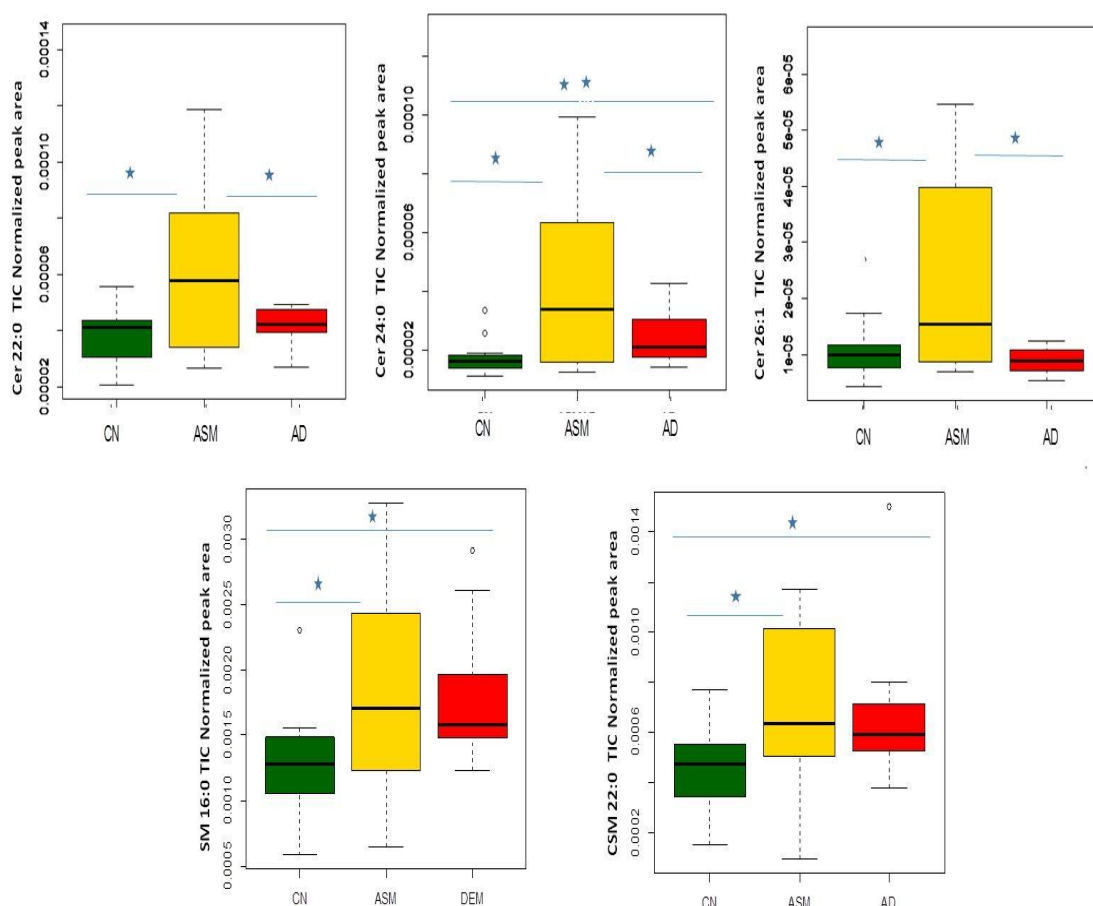 Cer 22:0 TIC Normalized peak area
0.00014
0.00010
0.00006
0.00002
CN ASM AD
Cer 24:0 TIC Normalized peak area
0.00010
0.00006
0.00002
CN ASM AD
Cer 26:1 TIC Normalized peak area
6e-05
5e-05
4e-05
3e-05
2e-05
1e-05
CN ASM AD
SM 16:0 TIC Normalized peak area
0.0030
0.0025
0.0020
0.0015
0.0010
0.0005
CN ASM DEM
CSM 22:0 TIC Normalized peak area
0.0014
0.0010
0.0006
0.0002
CN ASM AD